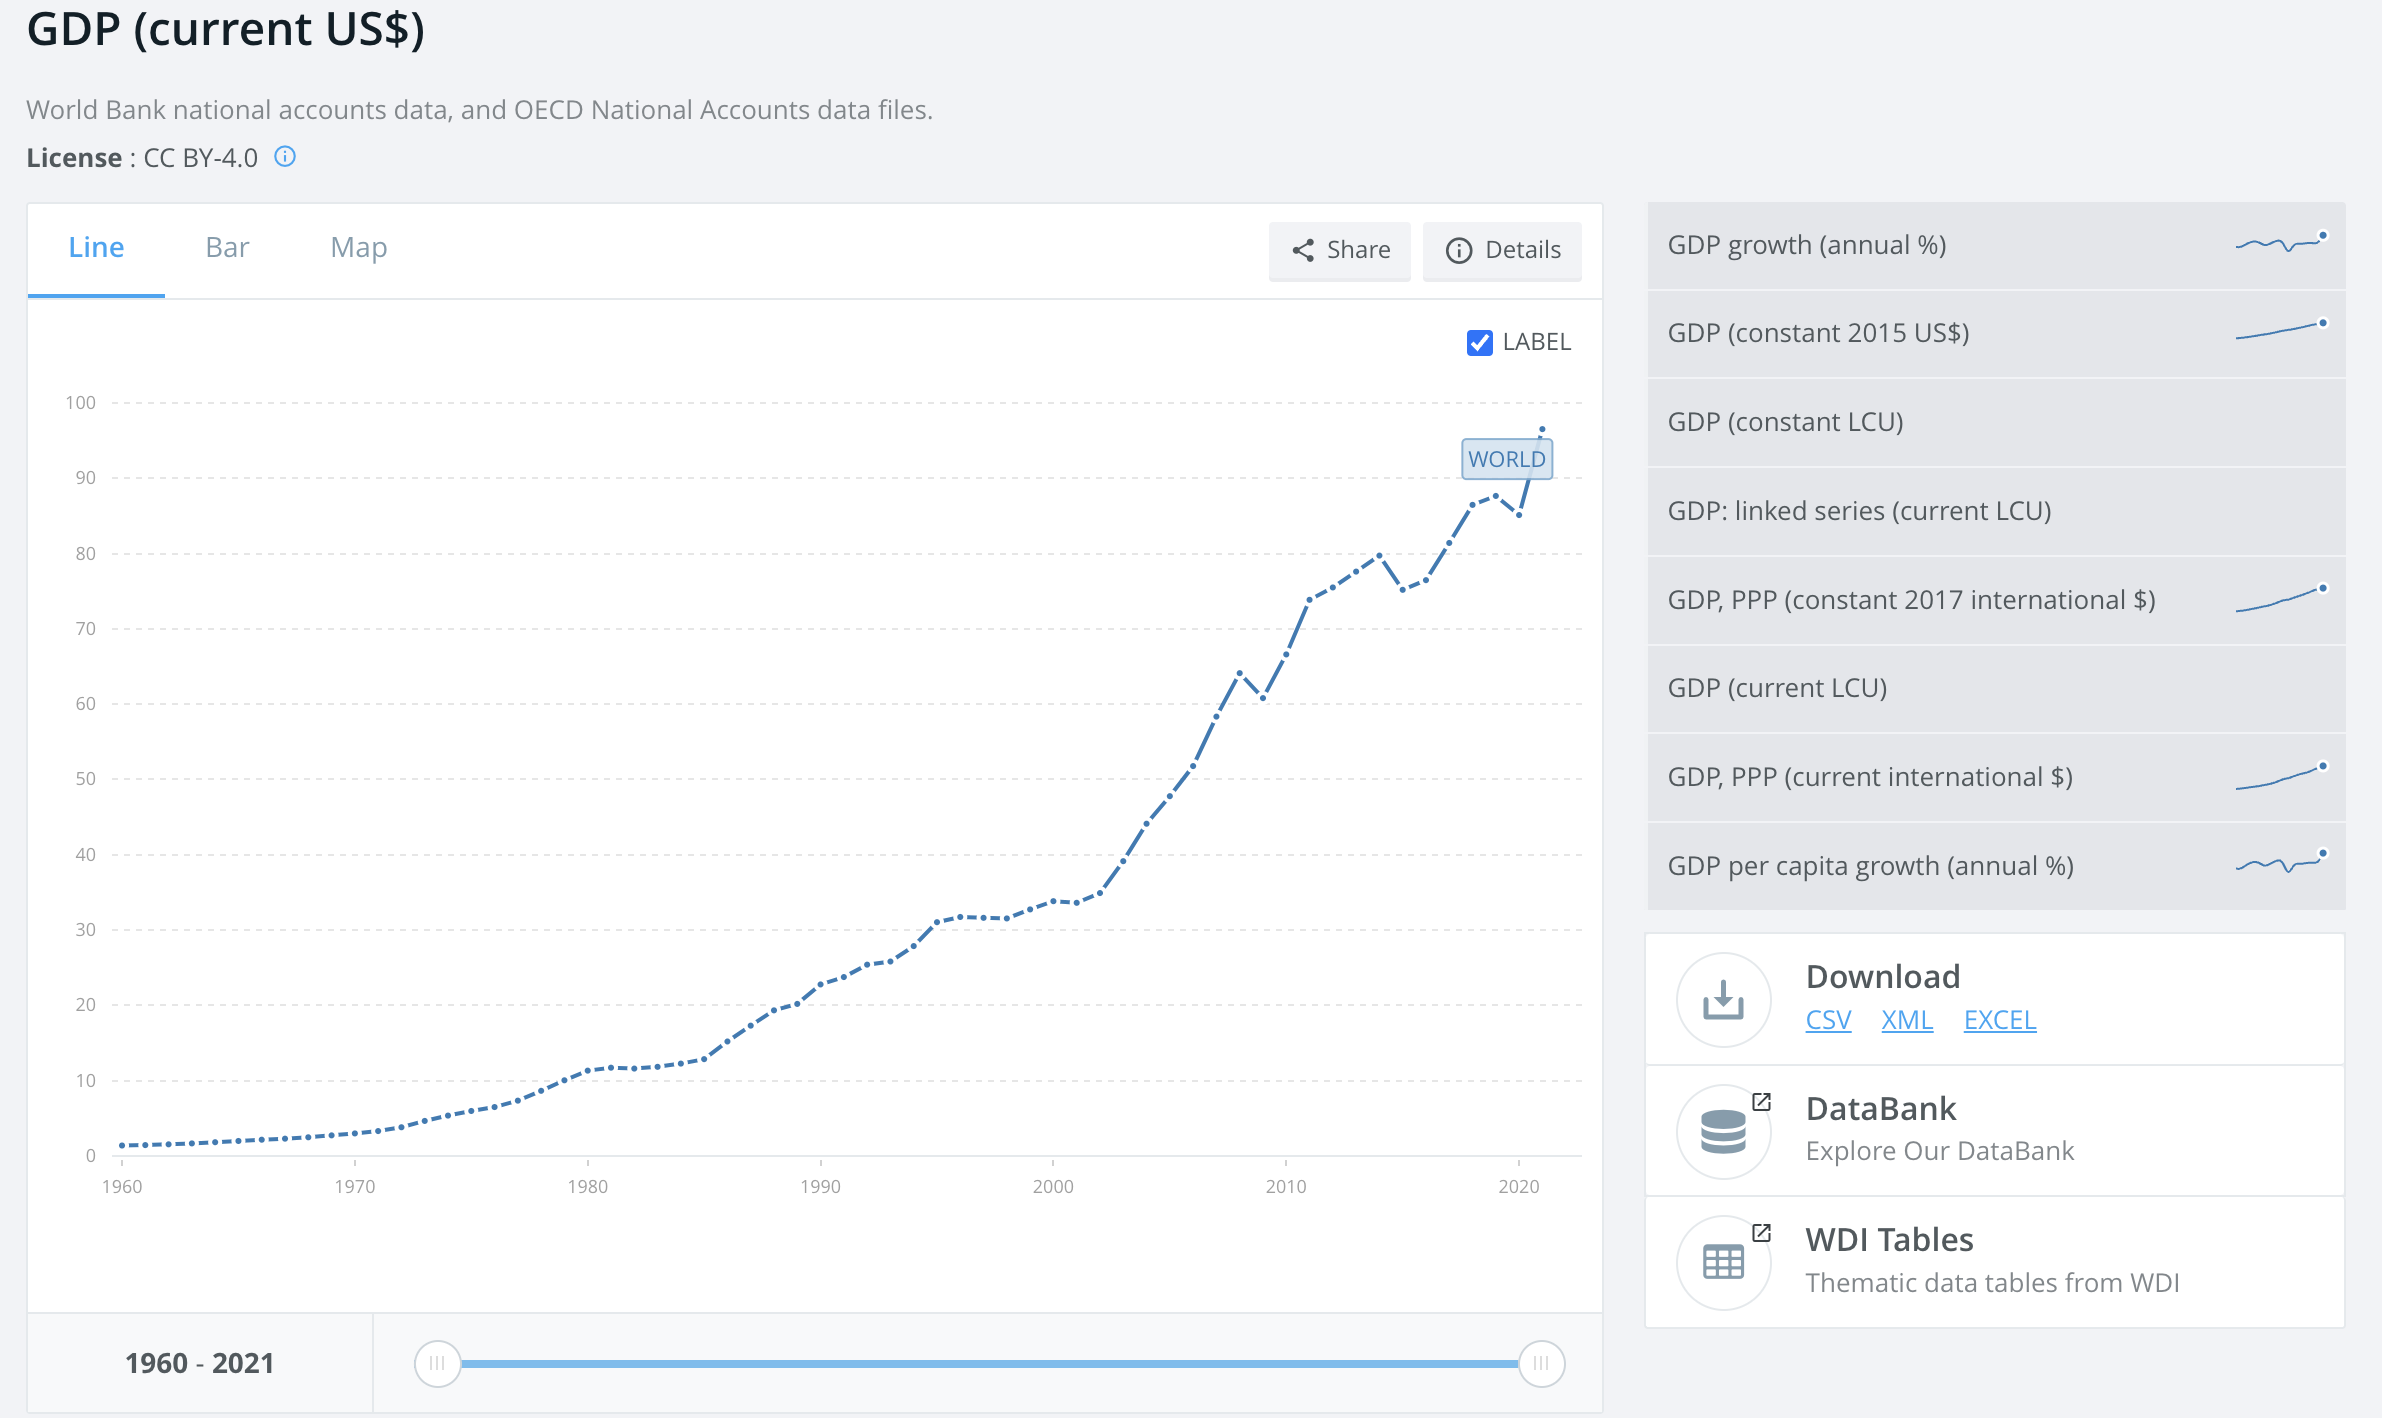 GDP (current US$)
World Bank national accounts data, and OECD National Accounts data files.
License : CC BY-4.0
Line
Bar
Map
Share
Details
LABEL
100
90
80
70
60
50
40
30
20
10
0
WORLD
1960
1970
1980
1990
2000
2010
2020
1960 - 2021
GDP growth (annual %)
GDP (constant 2015 US$)
GDP (constant LCU)
GDP: linked series (current LCU)
GDP, PPP (constant 2017 international $)
GDP (current LCU)
GDP, PPP (current international $)
GDP per capita growth (annual %)
Download
CSV XML EXCEL
DataBank
Explore Our DataBank
WDI Tables
Thematic data tables from WDI